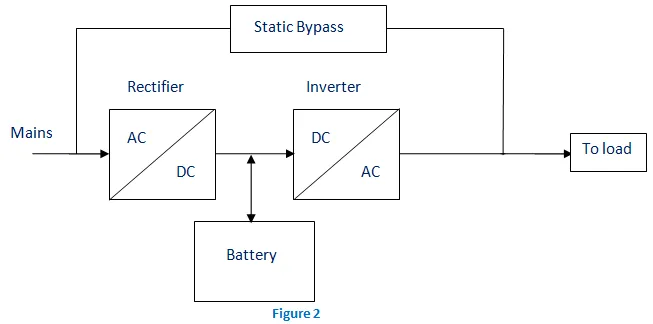 Static Bypass
Rectifier
Inverter
Mains
AC
DC
DC
AC
To load
Battery
Figure 2